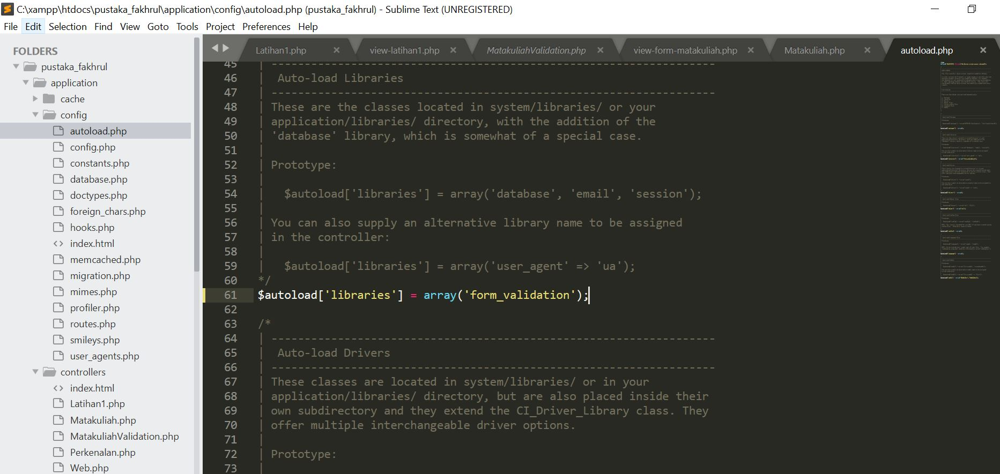 C:\xampp\htdocs\pustaka_fakhrul\application\config\autoload.php (pustaka_fakhrul) - Sublime Text (UNREGISTERED)
File Edit Selection Find View Goto Tools Project Preferences Help
FOLDERS
pustaka_fakhrul
application
cache
config
autoload.php
config.php
constants.php
database.php
doctypes.php
foreign_chars.php
hooks.php
index.html
memcached.php
migration.php
mimes.php
profiler.php
routes.php
smileys.php
user_agents.php
controllers
index.html
Latihan1.php
Matakuliah.php
MatakuliahValidation.php
Perkenalan.php
Web.php
Latihan1.php view-latihan1.php MatakuliahValidation.php view-form-matakuliah.php Matakuliah.php autoload.php
45 | -------------------------------------------------------------------
46 |  Auto-load Libraries
47 | -------------------------------------------------------------------
48 | These are the classes located in system/libraries/ or your
49 | application/libraries/ directory, with the addition of the
50 | 'database' library, which is somewhat of a special case.
51 |
52 | Prototype:
53 |
54 |   $autoload['libraries'] = array('database', 'email', 'session');
55 |
56 | You can also supply an alternative library name to be assigned
57 | in the controller:
58 |
59 |   $autoload['libraries'] = array('user_agent' => 'ua');
60 */
61 $autoload['libraries'] = array('form_validation');
62
63 /*
64 | -------------------------------------------------------------------
65 |  Auto-load Drivers
66 | -------------------------------------------------------------------
67 | These classes are located in system/libraries/ or in your
68 | application/libraries/ directory, but are also placed inside their
69 | own subdirectory and they extend the CI_Driver_Library class. They
70 | offer multiple interchangeable driver options.
71 |
72 | Prototype:
73 |